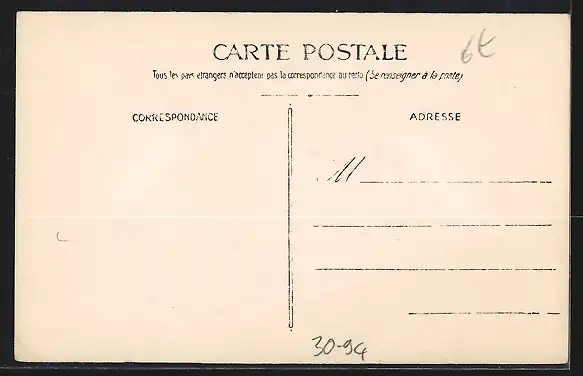 CARTE POSTALE
6€
Tous les pays etrangers n'acceptent pas la correspondance au recto (Se renseigner à la poste)
CORRESPONDANCE
ADRESSE
M
30-94